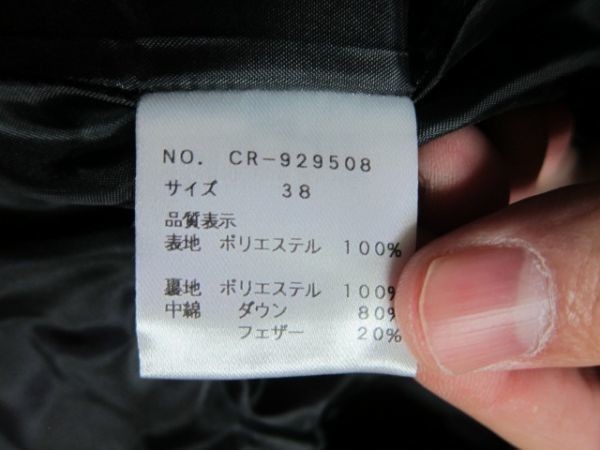 NO. CR-929508
サイズ 38
品質表示
表地 ポリエステル 100%
裏地 ポリエステル 100%
中綿 ダウン 80%
フェザー 20%